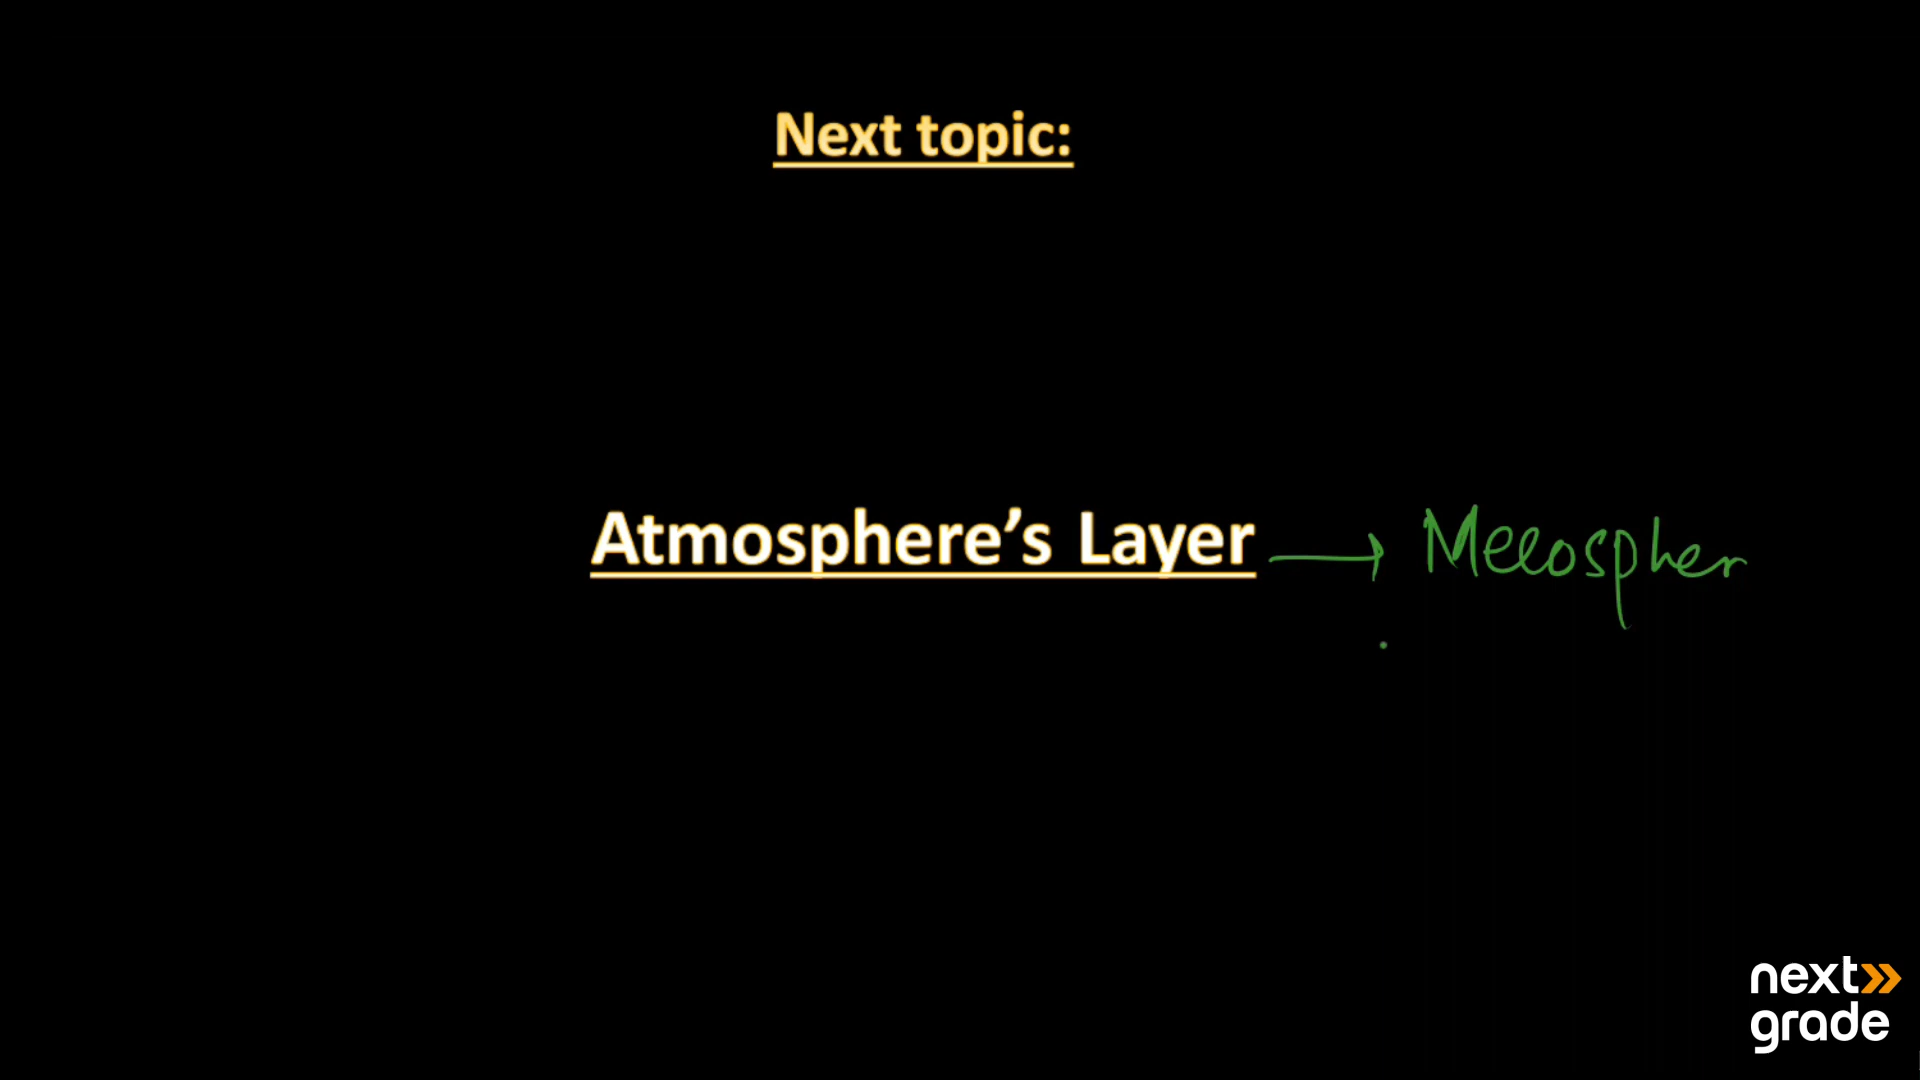 Next topic:
Atmosphere's Layer → Meeospher
next
grade